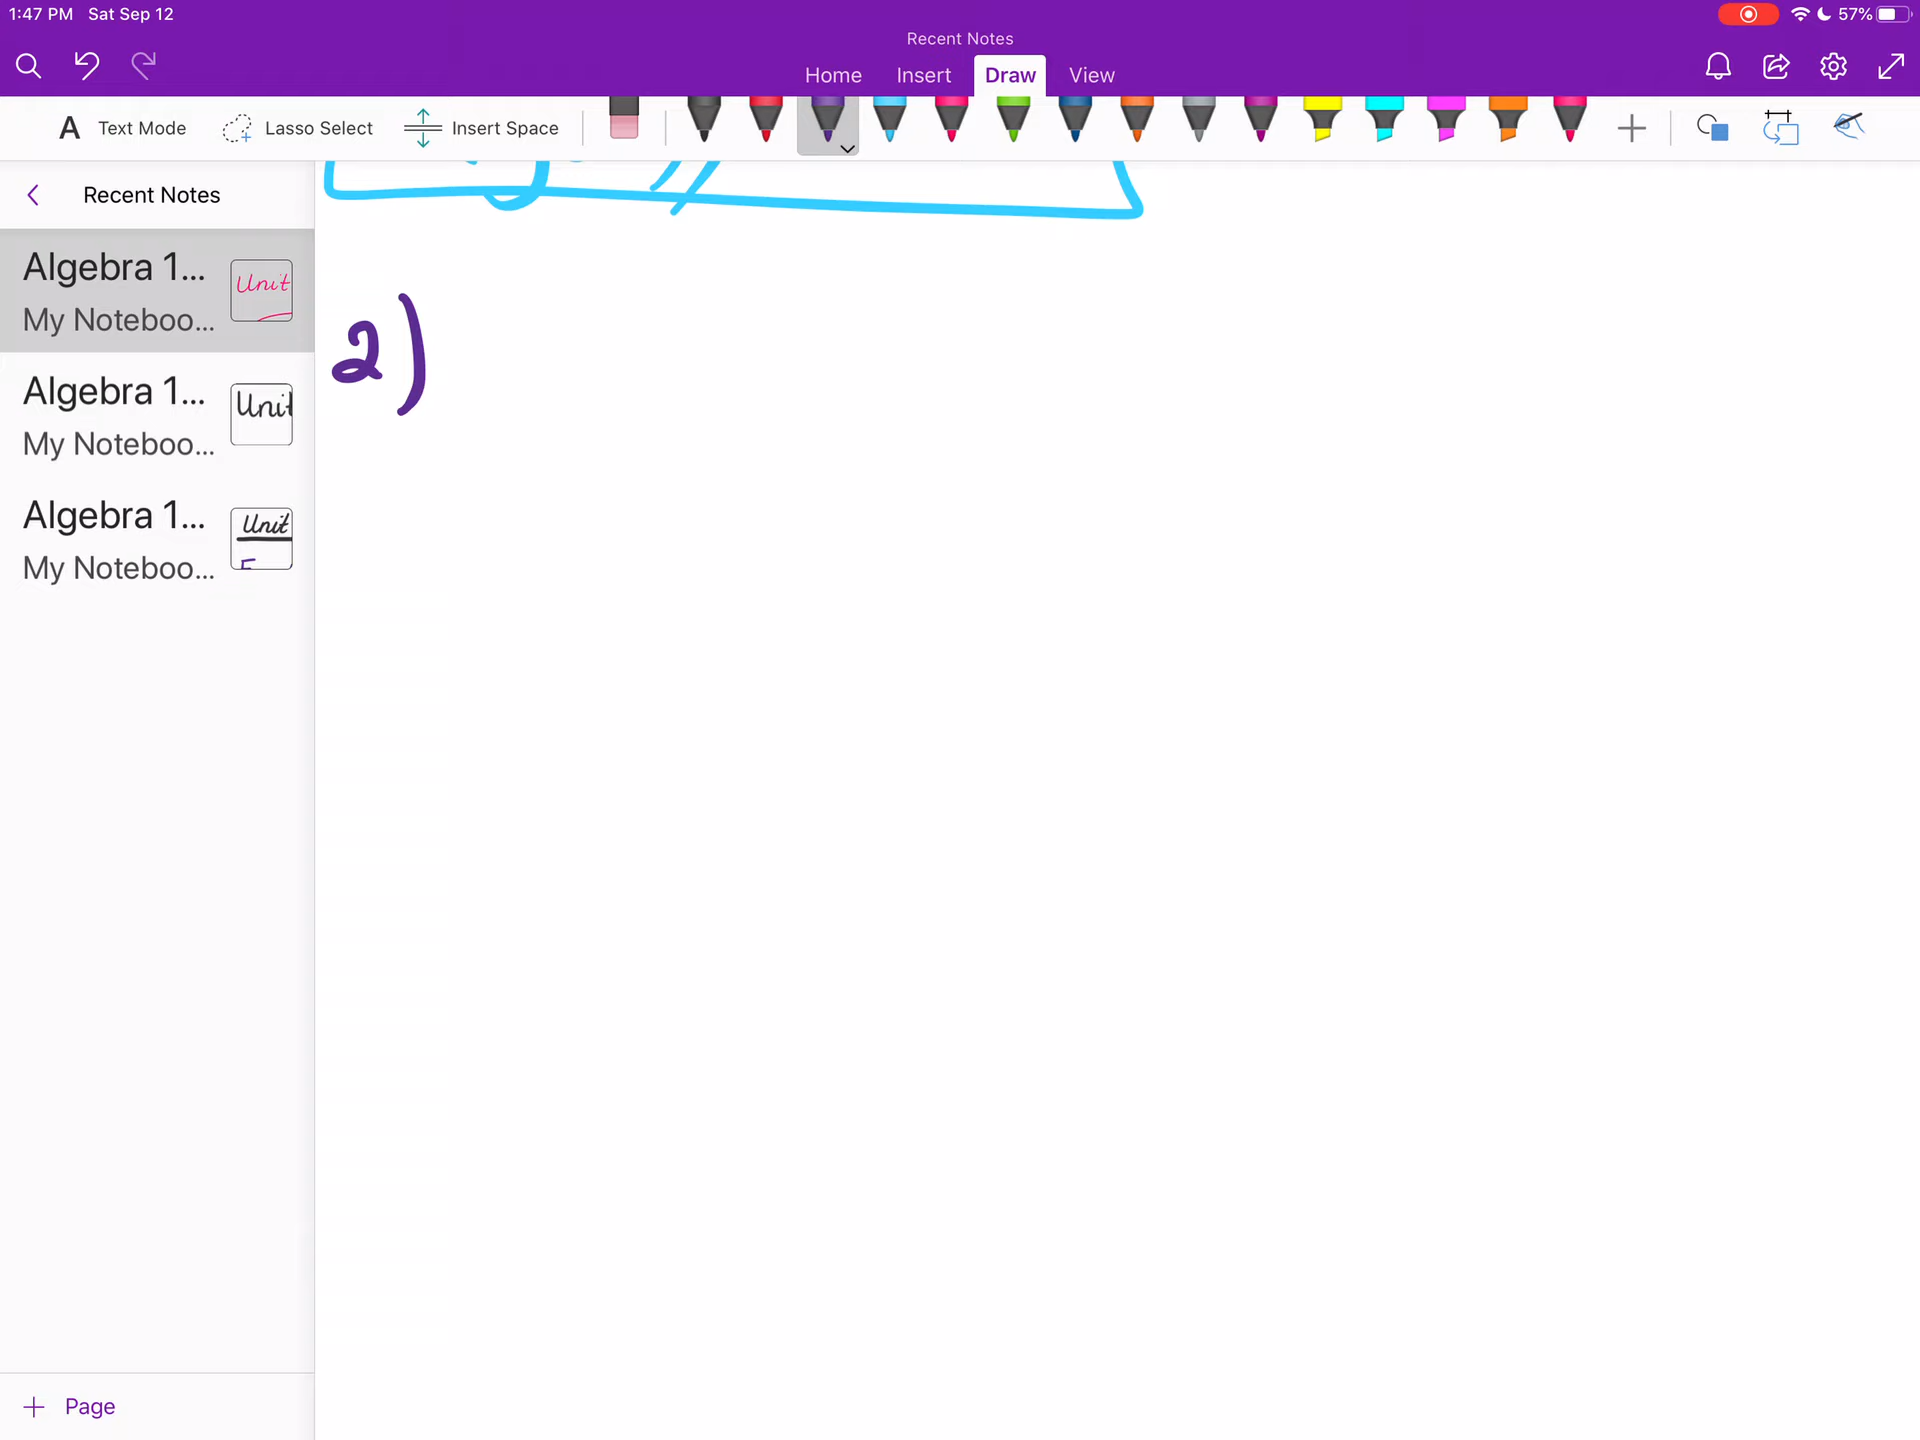 1:47 PM Sat Sep 12
57%
Recent Notes
Home Insert Draw View
A Text Mode Lasso Select Insert Space
Recent Notes
Algebra 1...
My Noteboo...
Unit
Algebra 1...
My Noteboo...
Unit
Algebra 1...
My Noteboo...
Unit
2)
+ Page